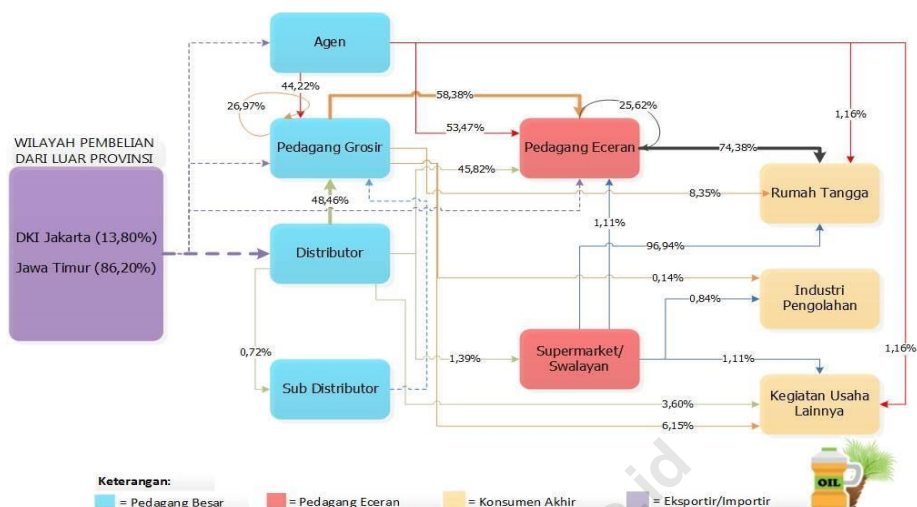 Agen
44,22%
26,97%
58,38%
25,62%
1,16%
WILAYAH PEMBELIAN
DARI LUAR PROVINSI
Pedagang Grosir
53,47%
Pedagang Eceran
74,38%
45,82%
8,35%
Rumah Tangga
48,46%
1,11%
DKI Jakarta (13,80%)
Jawa Timur (86,20%)
Distributor
96,94%
0,14%
Industri
Pengolahan
0,84%
0,72%
1,39%
Supermarket/
Swalayan
1,11%
1,16%
Sub Distributor
3,60%
6,15%
Kegiatan Usaha
Lainnya
Keterangan:
= Pedagang Besar
= Pedagang Eceran
= Konsumen Akhir
= Eksportir/Importir
OIL
.id